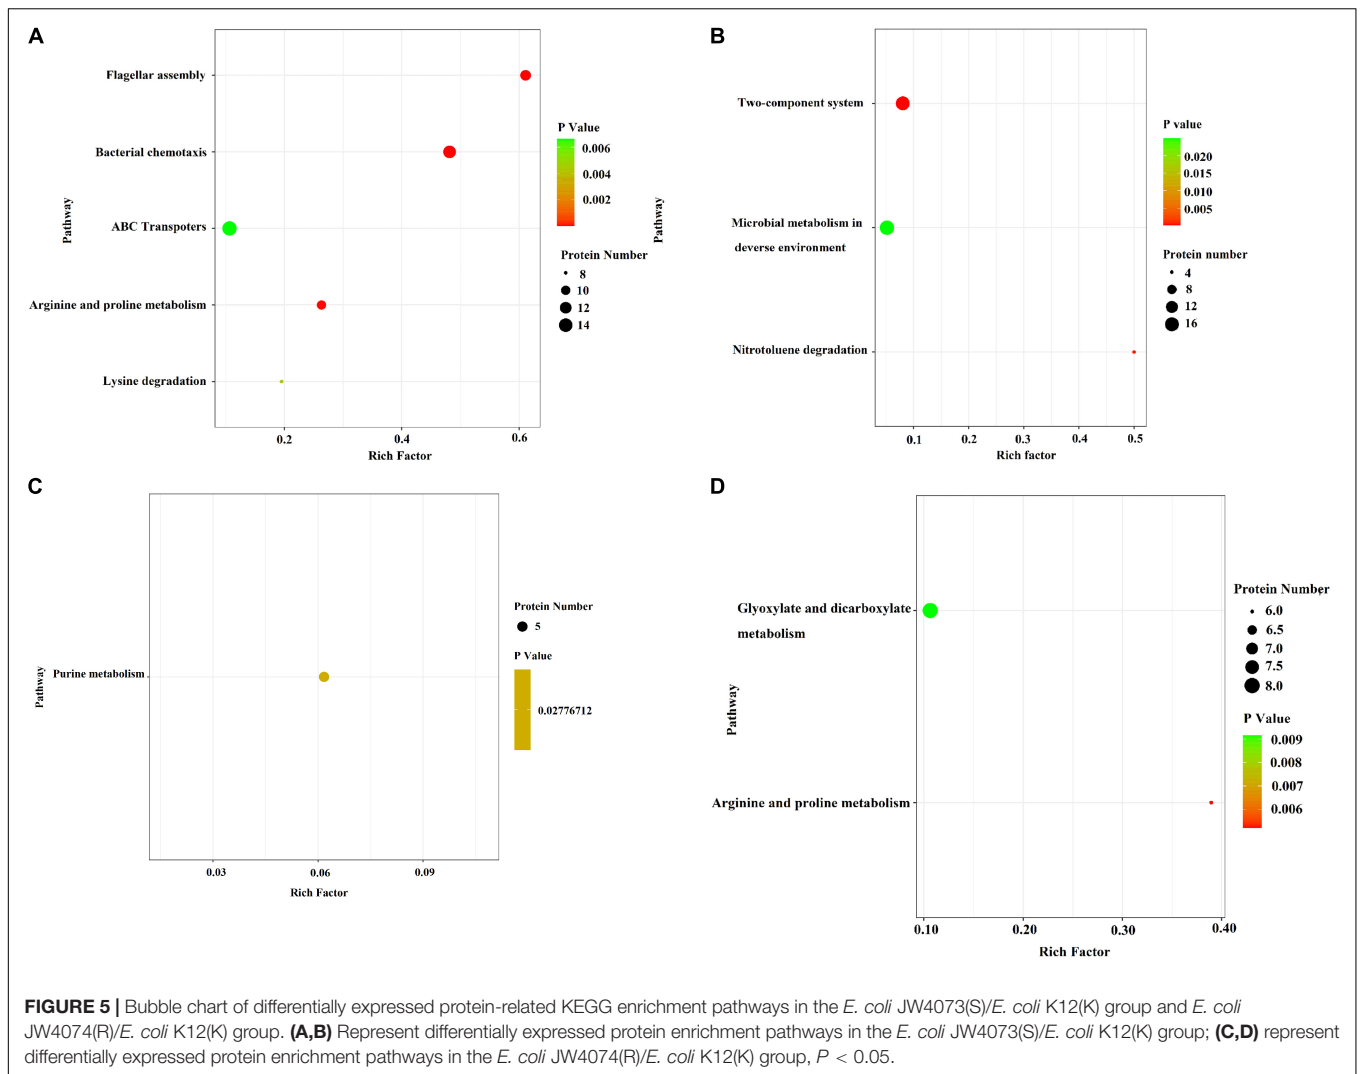 A
Flagellar assembly
Bacterial chemotaxis
ABC Transpoters
Arginine and proline metabolism
Lysine degradation
Pathway
0.2
0.4
0.6
Rich Factor
P Value
0.006
0.004
0.002
Protein Number
8
10
12
14
B
Two-component system
Microbial metabolism in
deverse environment
Nitrotoluene degradation
Pathway
0.1
0.2
0.3
0.4
0.5
Rich factor
P value
0.020
0.015
0.010
0.005
Protein number
4
8
12
16
C
Purine metabolism
Pathway
0.03
0.06
0.09
Rich Factor
Protein Number
5
P Value
0.02776712
D
Glyoxylate and dicarboxylate
metabolism
Arginine and proline metabolism
Pathway
0.10
0.20
0.30
0.40
Rich Factor
Protein Number
6.0
6.5
7.0
7.5
8.0
P Value
0.009
0.008
0.007
0.006
FIGURE 5 | Bubble chart of differentially expressed protein-related KEGG enrichment pathways in the E. coli JW4073(S)/E. coli K12(K) group and E. coli
JW4074(R)/E. coli K12(K) group. (A,B) Represent differentially expressed protein enrichment pathways in the E. coli JW4073(S)/E. coli K12(K) group; (C,D) represent
differentially expressed protein enrichment pathways in the E. coli JW4074(R)/E. coli K12(K) group, P < 0.05.